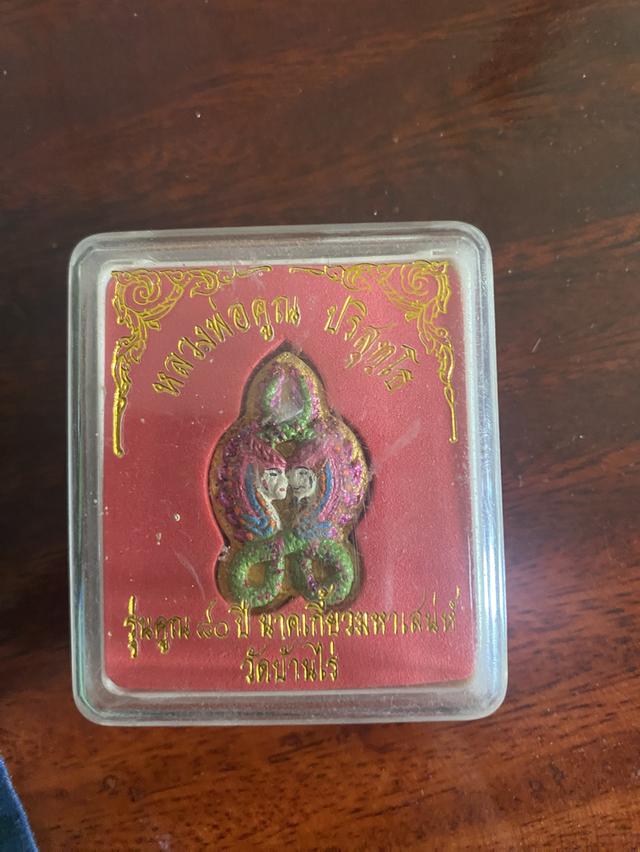 หลวงพ่อคูณ ปริสุทฺโธ
รุ่นคูณ ๘๐ ปี นาคเกี้ยวมหาเสน่ห์
วัดบ้านไร่